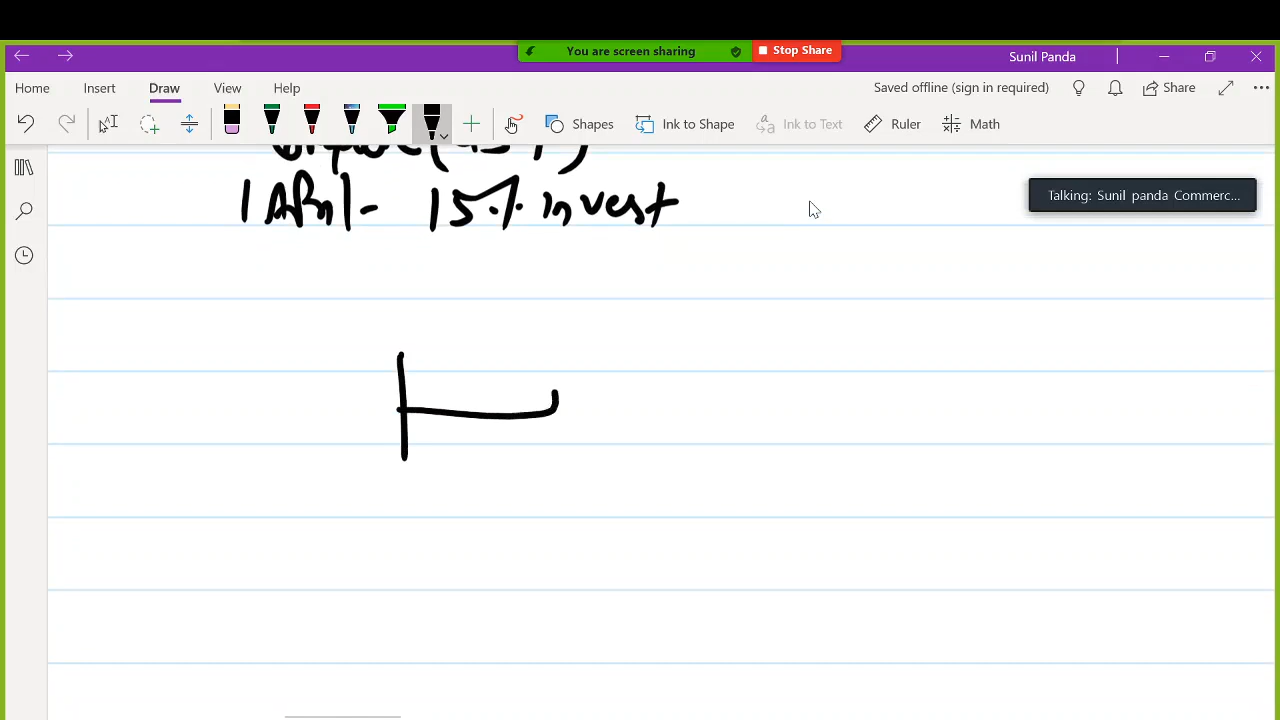 You are screen sharing
Stop Share
Sunil Panda
Home Insert Draw View Help
Saved offline (sign in required)
Share
Shapes
Ink to Shape
Ink to Text
Ruler
Math
Talking: Sunil panda Commerc...
1 April - 15% invest